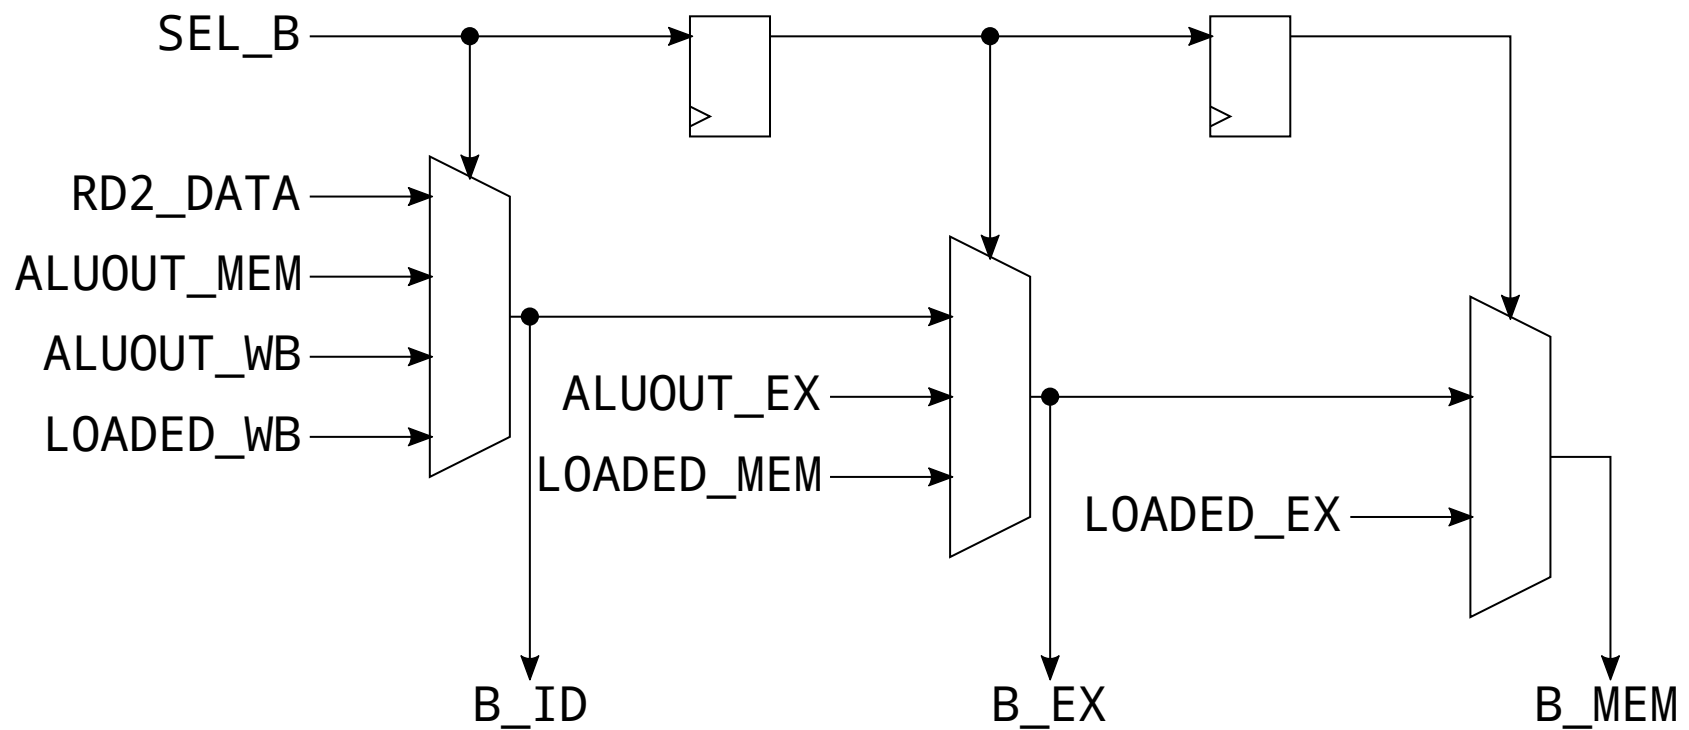 SEL_B
RD2_DATA
ALUOUT_MEM
ALUOUT_WB
LOADED_WB
ALUOUT_EX
LOADED_MEM
LOADED_EX
B_ID
B_EX
B_MEM